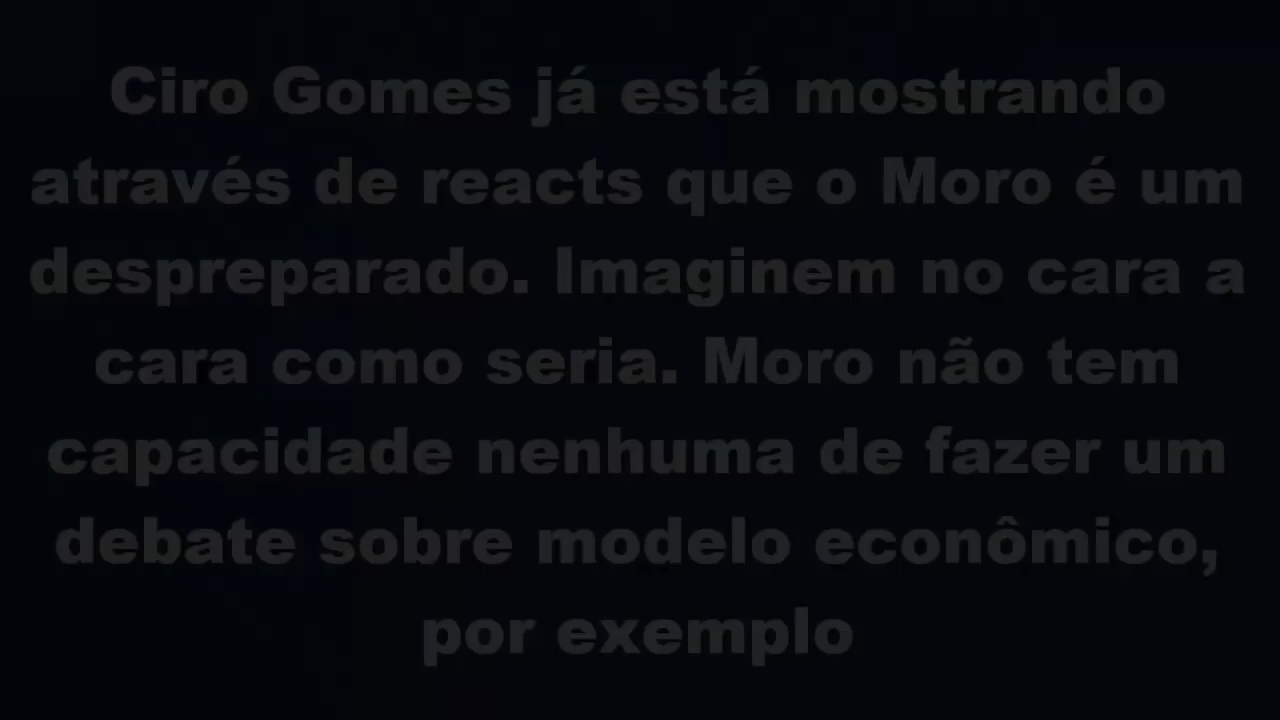 Ciro Gomes já está mostrando
através de reacts que o Moro é um
despreparado. Imaginem no cara a
cara como seria. Moro não tem
capacidade nenhuma de fazer um
debate sobre modelo econômico,
por exemplo